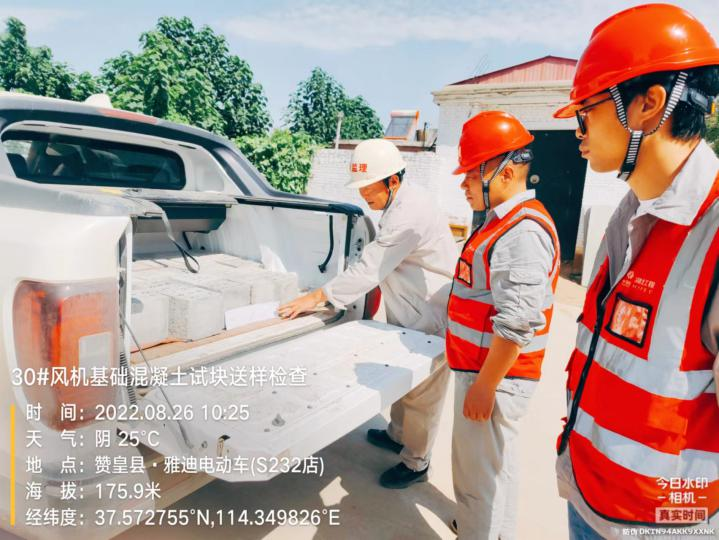 监理
30#风机基础混凝土试块送样检查
时 间：2022.08.26 10:25
天 气：阴 25°C
地 点：赞皇县·雅迪电动车(S232店)
海 拔：175.9米
经纬度：37.572755°N,114.349826°E
今日水印
-相机-
真实时间
防伪 DKTN94AKK9XXNK